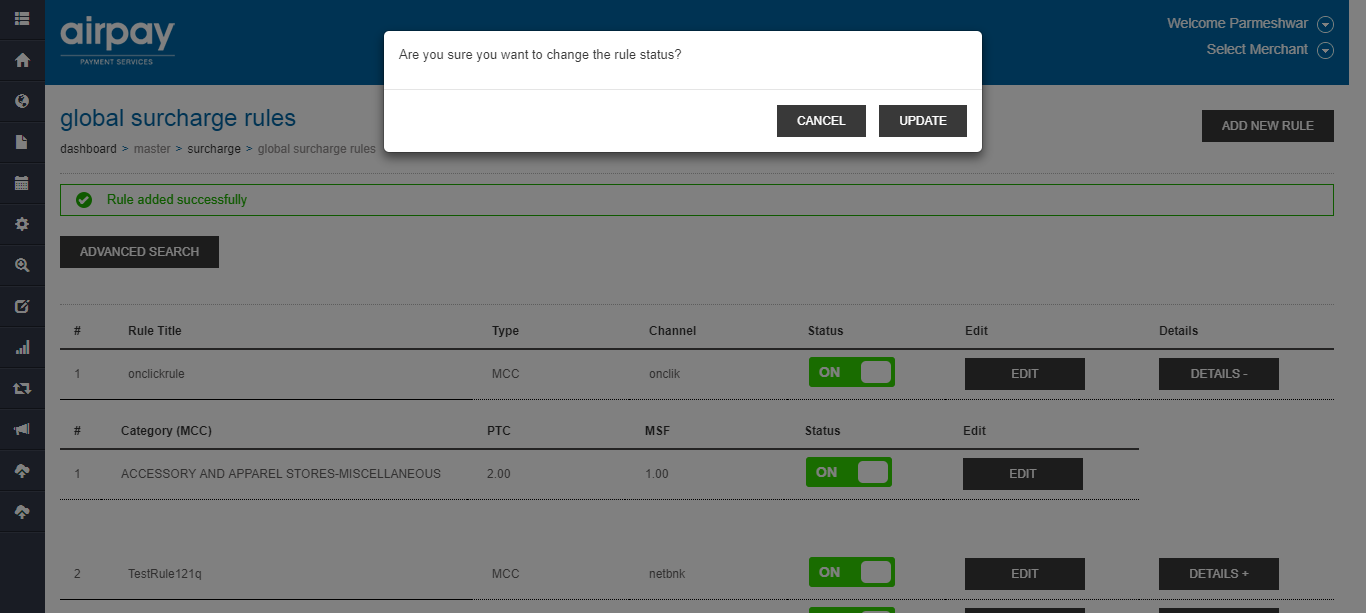 airpay
PAYMENT SERVICES
Welcome Parmeshwar
Select Merchant
Are you sure you want to change the rule status?
CANCEL UPDATE
global surcharge rules
ADD NEW RULE
dashboard > master > surcharge > global surcharge rules
Rule added successfully
ADVANCED SEARCH
# Rule Title Type Channel Status Edit Details
1 onclickrule MCC onclik ON EDIT DETAILS -
# Category (MCC) PTC MSF Status Edit
1 ACCESSORY AND APPAREL STORES-MISCELLANEOUS 2.00 1.00 ON EDIT
2 TestRule121q MCC netbnk ON EDIT DETAILS +